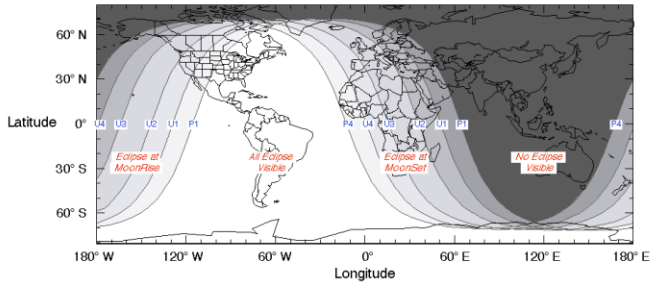 60° N
30° N
Latitude
0°
U4 U3 U2 U1 P1 P4 U4 U3 U2 U1 P1 P4
Eclipse at
MoonRise
All Eclipse
Visible
Eclipse at
MoonSet
No Eclipse
Visible
30° S
60° S
180° W 120° W 60° W 0° 60° E 120° E 180° E
Longitude